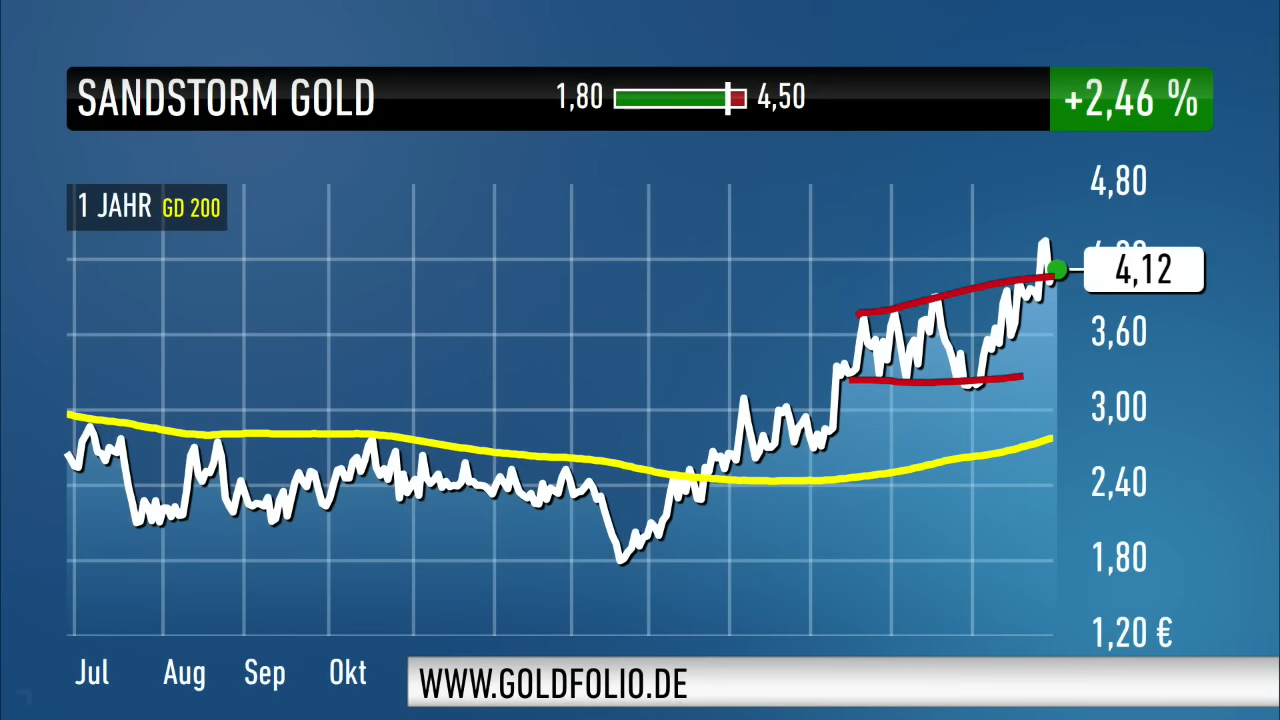 SANDSTORM GOLD
1,80 4,50
+2,46 %
1 JAHR GD 200
4,80
4,12
3,60
3,00
2,40
1,80
1,20 €
Jul Aug Sep Okt
WWW.GOLDFOLIO.DE